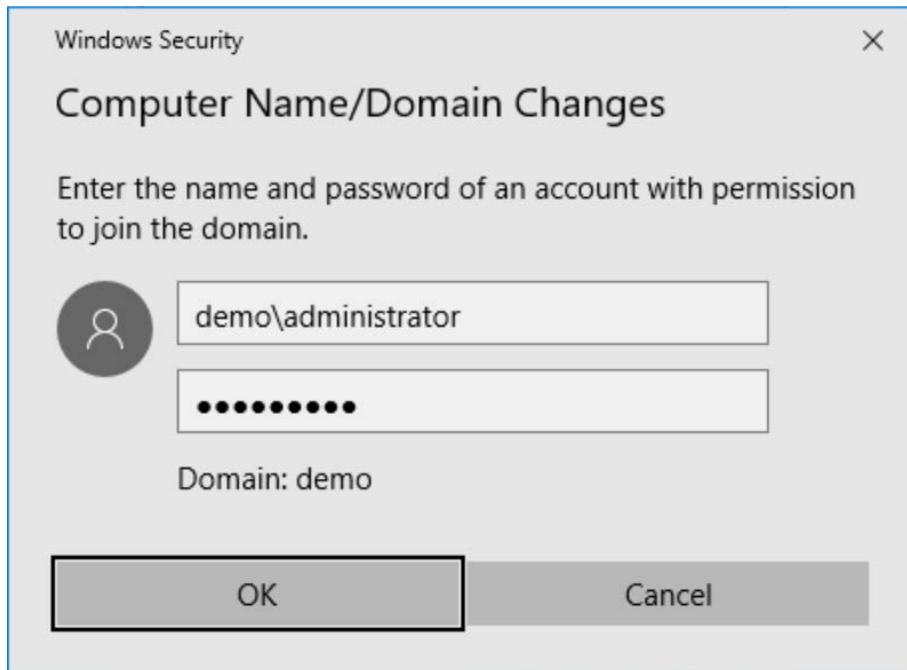 Windows Security
Computer Name/Domain Changes
Enter the name and password of an account with permission
to join the domain.
demo\administrator
●●●●●●●●●
Domain: demo
OK
Cancel